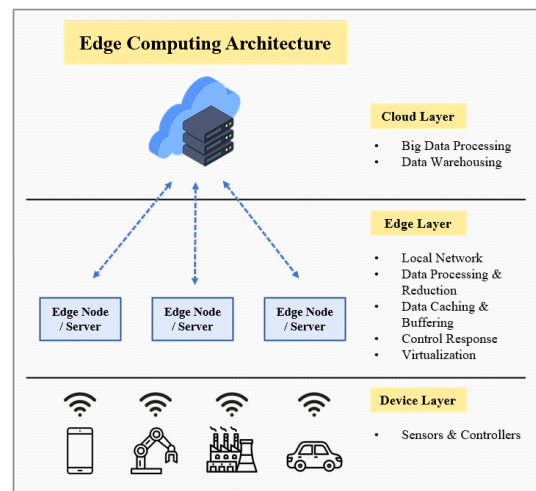 Edge Computing Architecture
Cloud Layer
• Big Data Processing
• Data Warehousing
Edge Layer
• Local Network
• Data Processing &
Reduction
• Data Caching &
Buffering
• Control Response
• Virtualization
Edge Node
/ Server
Edge Node
/ Server
Edge Node
/ Server
Device Layer
• Sensors & Controllers